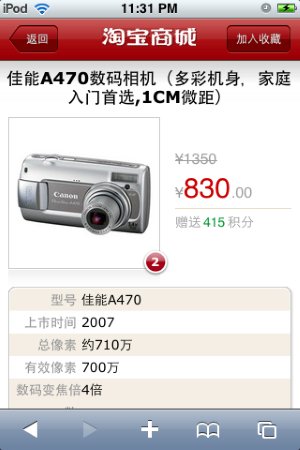 iPod 11:31 PM
返回 淘宝商城 加入收藏
佳能A470数码相机（多彩机身，家庭
入门首选,1CM微距）
¥1350
¥830.00
赠送 415 积分
Canon
2
型号 佳能A470
上市时间 2007
总像素 约710万
有效像素 700万
数码变焦倍 4倍